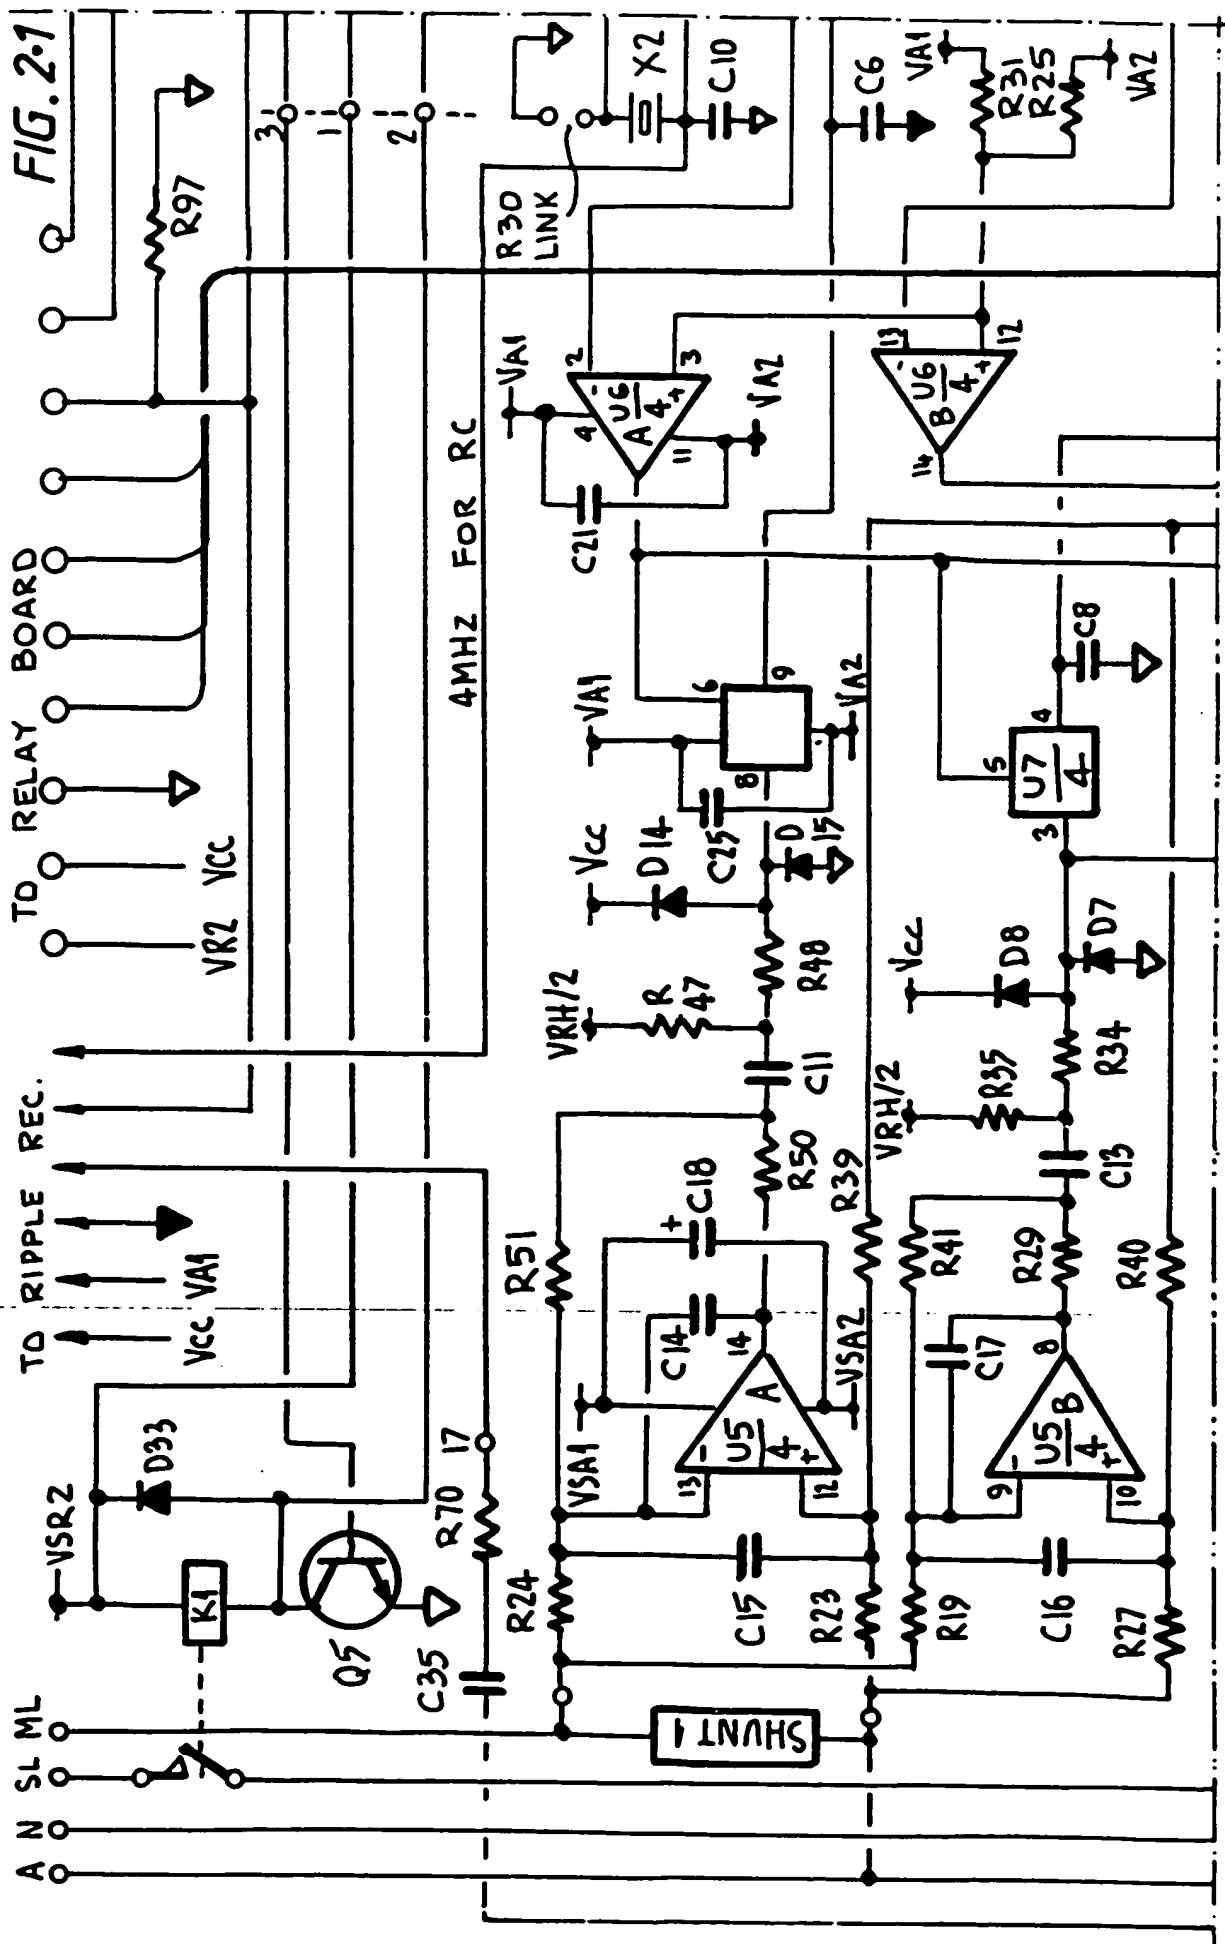 FIG. 2·1
TO RELAY BOARD
TO RIPPLE REC.
A
N
SL
ML
VSR2
VCC
VA1
VR2
VCC
R97
D33
K1
Q5
3
1
2
4MHZ FOR RC
R30
LINK
X2
C10
C6
VA1
R31
R25
VA2
C35
R70
17
R24
R51
VSA1
13
12
U5/4
A
14
C14
C18
+
-
+
VSA2
C15
R23
R39
R50
C11
VRH/2
R
47
R48
VCC
D14
D
15
C25
VA1
6
8
9
VA2
C21
VA1
4
U6/4
A
2
3
-
+
11
VA2
SHUNT 1
R19
R41
C16
R27
9
10
U5/4
B
-
+
8
C17
R29
R40
C13
VRH/2
R35
R34
VCC
D8
D7
3
U7/4
5
4
C8
14
U6/4
B
13
12
-
+